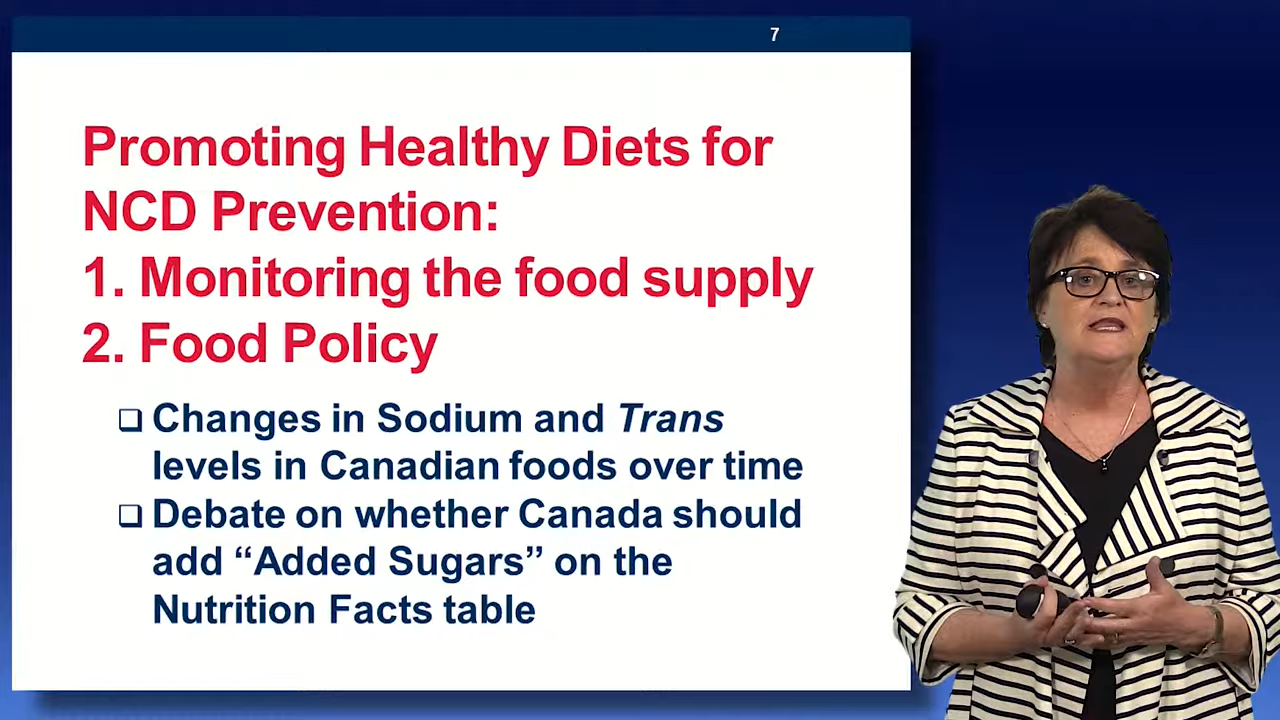 7
Promoting Healthy Diets for
NCD Prevention:
1. Monitoring the food supply
2. Food Policy
❑ Changes in Sodium and Trans
levels in Canadian foods over time
❑ Debate on whether Canada should
add “Added Sugars” on the
Nutrition Facts table